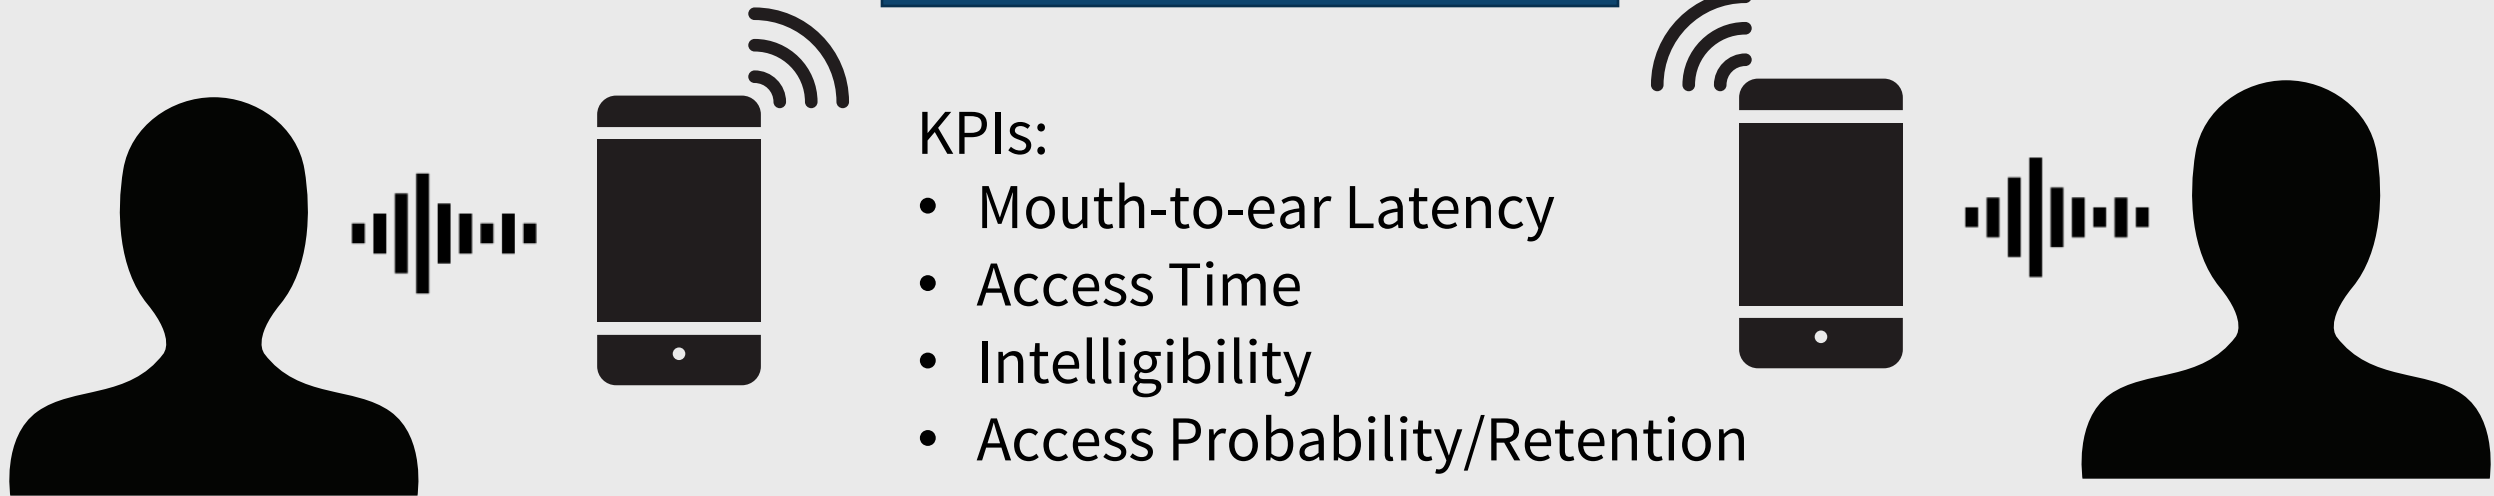 KPIs:
• Mouth-to-ear Latency
• Access Time
• Intelligibility
• Access Probability/Retention